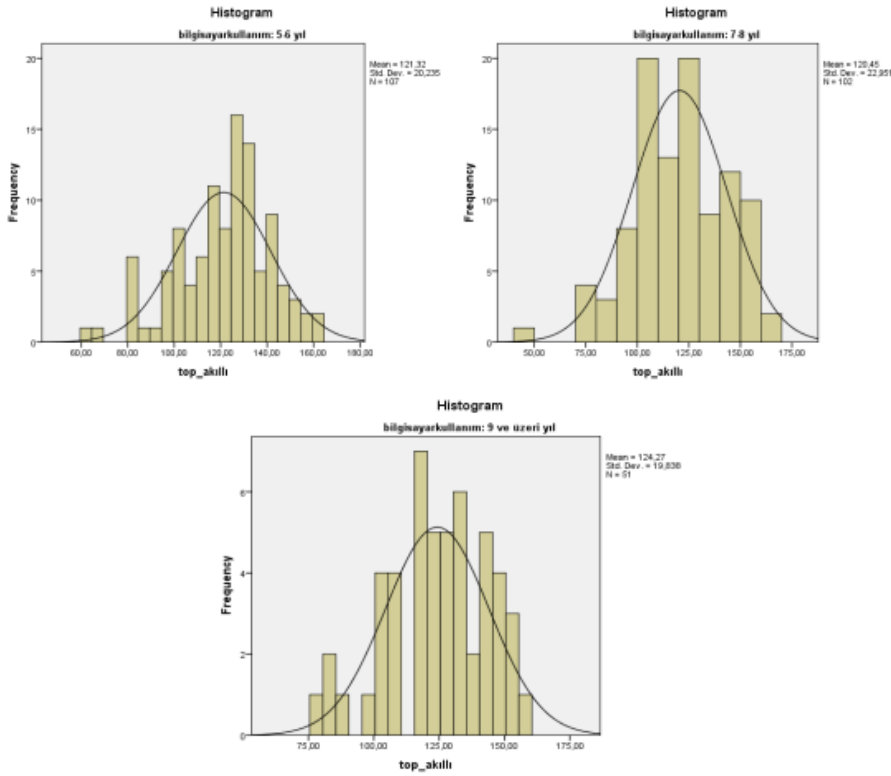 Histogram
bilgisayarkullanım: 5-6 yıl
Mean = 121,32
Std. Dev. = 20,235
N = 107
Frequency
20
15
10
5
0
60,00 80,00 100,00 120,00 140,00 160,00 180,00
top_akıllı
Histogram
bilgisayarkullanım: 7-8 yıl
Mean = 120,45
Std. Dev. = 22,951
N = 102
Frequency
20
15
10
5
0
50,00 75,00 100,00 125,00 150,00 175,00
top_akıllı
Histogram
bilgisayarkullanım: 9 ve üzeri yıl
Mean = 124,27
Std. Dev. = 19,838
N = 51
Frequency
6
4
2
0
75,00 100,00 125,00 150,00 175,00
top_akıllı